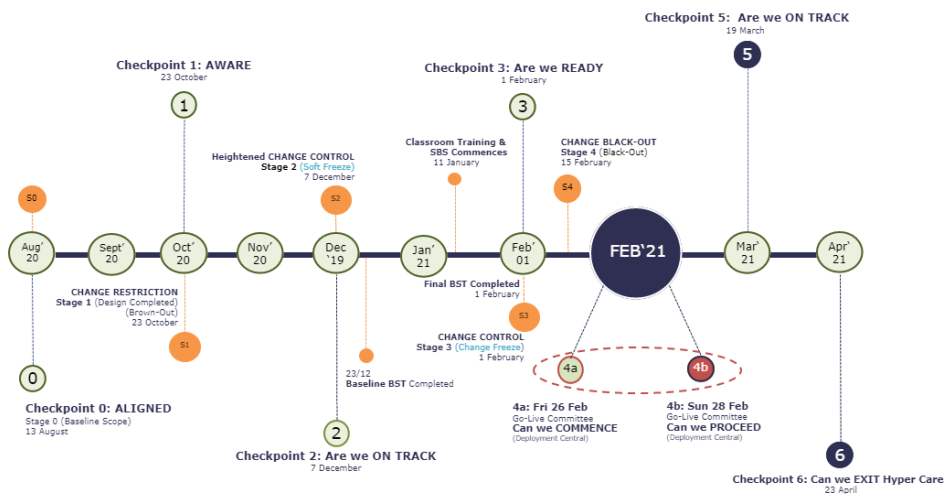 Checkpoint 5:  Are we ON TRACK
19 March
5
Checkpoint 1: AWARE
23 October
1
Checkpoint 3: Are we READY
1 February
3
Classroom Training &
SBS Commences
11 January
CHANGE BLACK-OUT
Stage 4 (Black-Out)
15 February
S4
Heightened CHANGE CONTROL
Stage 2 (Soft Freeze)
7 December
S2
S0
Aug’
20
Sept’
20
Oct’
20
Nov’
20
Dec
‘19
Jan’
21
Feb’
01
FEB‘21
Mar‘
21
Apr‘
21
CHANGE RESTRICTION
Stage 1 (Design Completed)
(Brown-Out)
23 October
S1
Final BST Completed
1 February
S3
CHANGE CONTROL
Stage 3 (Change Freeze)
1 February
23/12
Baseline BST Completed
0
Checkpoint 0: ALIGNED
Stage 0 (Baseline Scope)
13 August
2
Checkpoint 2: Are we ON TRACK
7 December
4a
4b
4a: Fri 26 Feb
Go-Live Committee
Can we COMMENCE
(Deployment Central)
4b: Sun 28 Feb
Go-Live Committee
Can we PROCEED
(Deployment Central)
6
Checkpoint 6: Can we EXIT Hyper Care
23 April